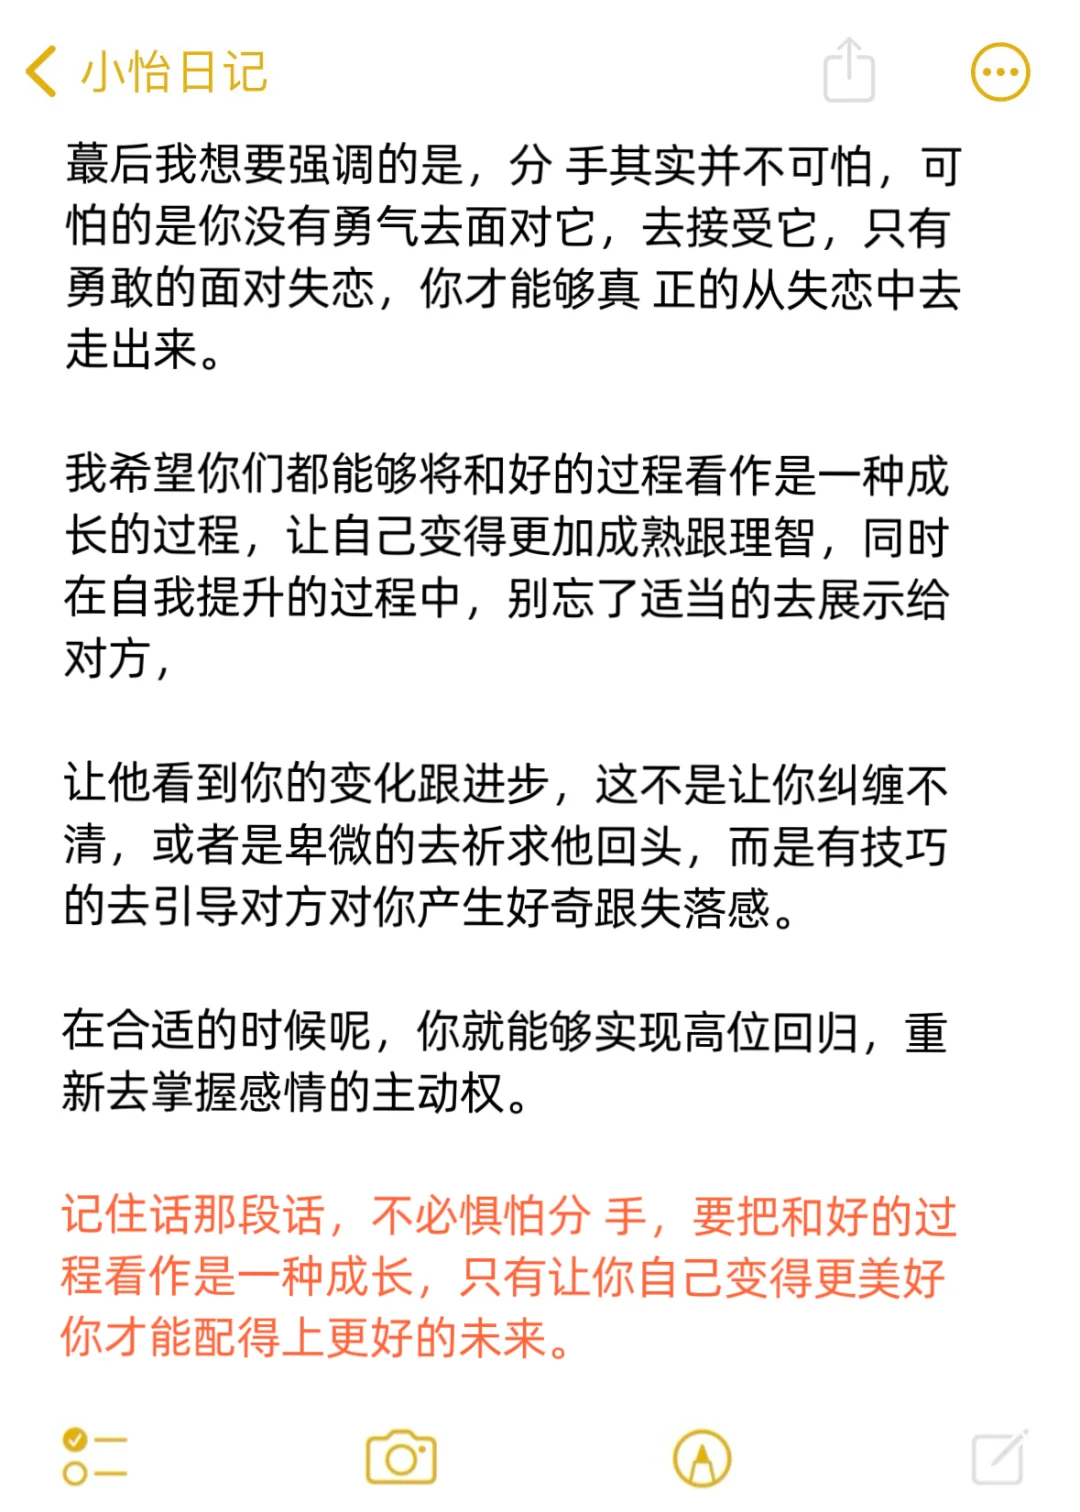 小怡日记
蕞后我想要强调的是，分 手其实并不可怕，可
怕的是你没有勇气去面对它，去接受它，只有
勇敢的面对失恋，你才能够真 正的从失恋中去
走出来。
我希望你们都能够将和好的过程看作是一种成
长的过程，让自己变得更加成熟跟理智，同时
在自我提升的过程中，别忘了适当的去展示给
对方，
让他看到你的变化跟进步，这不是让你纠缠不
清，或者是卑微的去祈求他回头，而是有技巧
的去引导对方对你产生好奇跟失落感。
在合适的时候呢，你就能够实现高位回归，重
新去掌握感情的主动权。
记住话那段话，不必惧怕分 手，要把和好的过
程看作是一种成长，只有让你自己变得更美好
你才能配得上更好的未来。